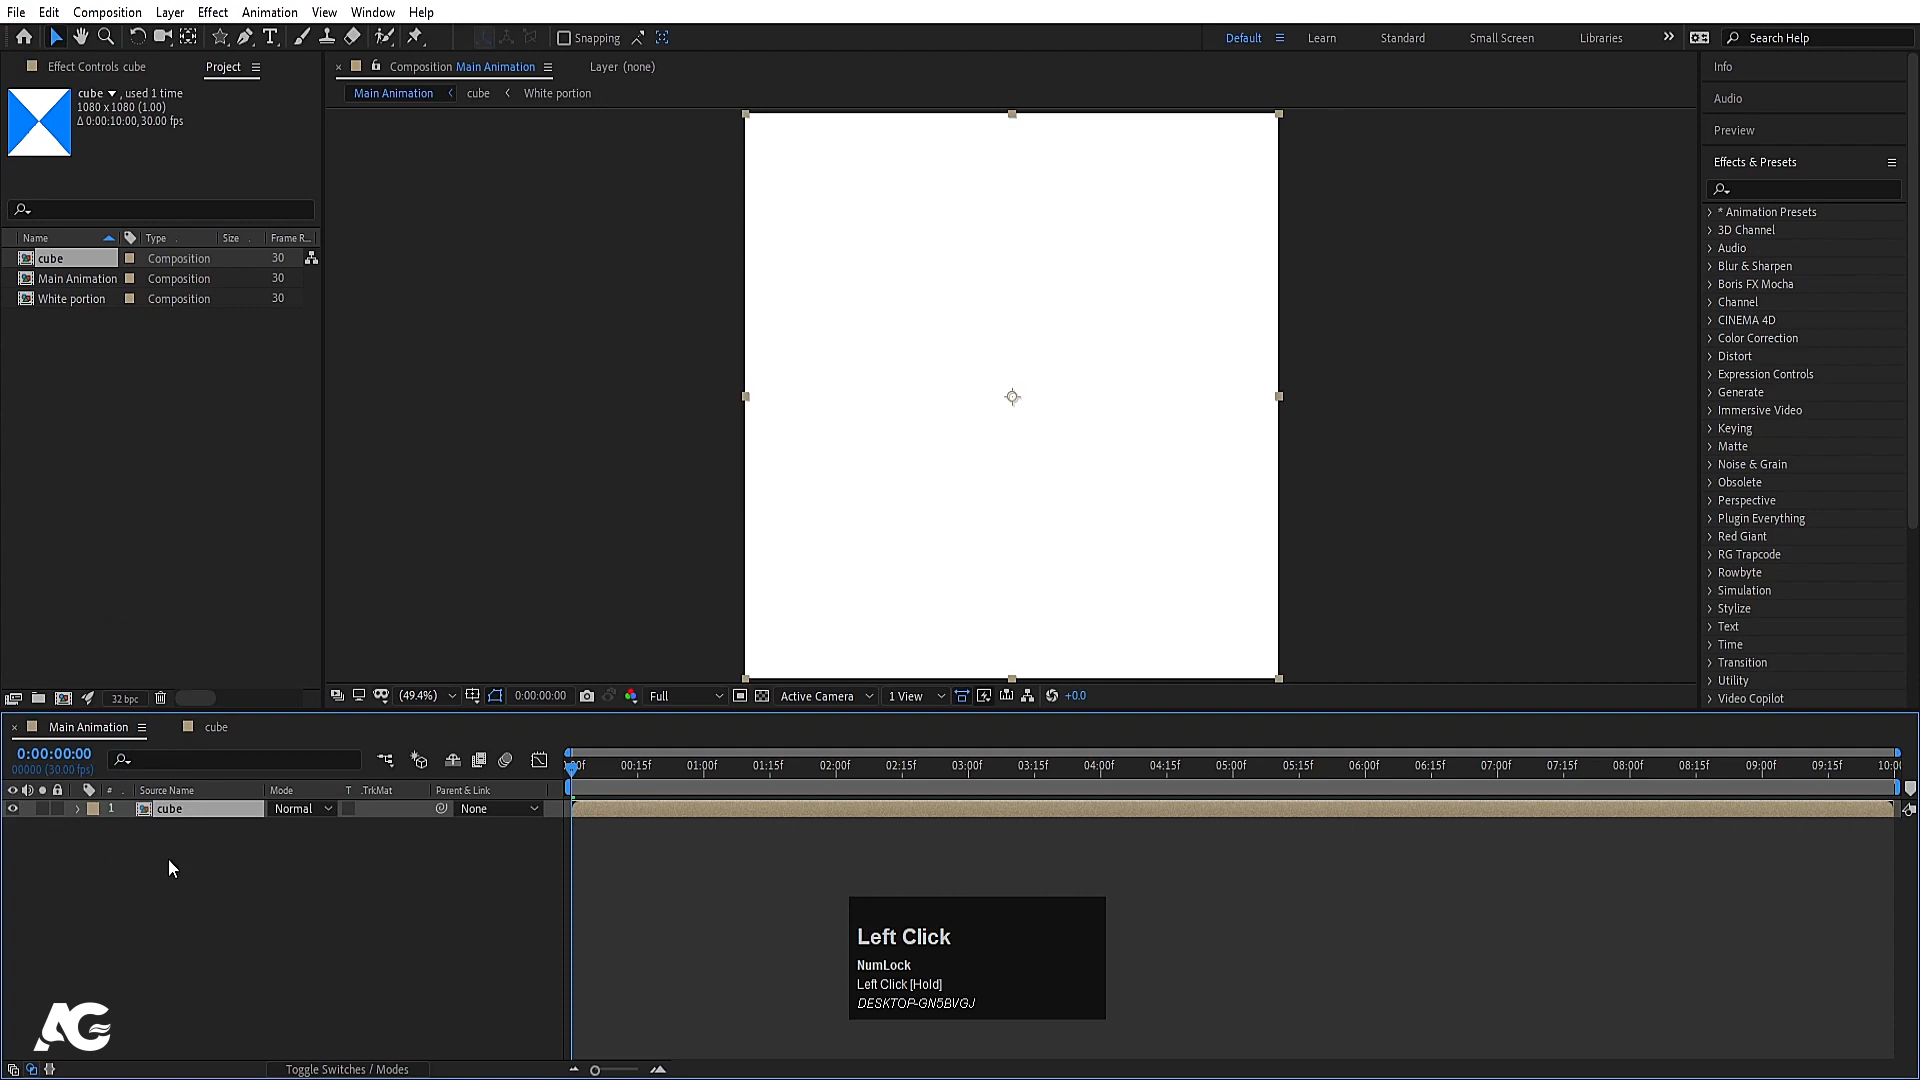 File Edit Composition Layer Effect Animation View Window Help
Snapping Default Learn Standard Small Screen Libraries Search Help
Effect Controls cube Project
Composition Main Animation Layer (none)
Main Animation cube White portion
cube , used 1 time
1080 x 1080 (1.00)
Δ 0:00:10:00, 30.00 fps
Name Type Size Frame R...
cube Composition 30
Main Animation Composition 30
White portion Composition 30
32 bpc
(49.4%) 0:00:00:00 Full Active Camera 1 View +0.0
Info
Audio
Preview
Effects & Presets
* Animation Presets
3D Channel
Audio
Blur & Sharpen
Boris FX Mocha
Channel
CINEMA 4D
Color Correction
Distort
Expression Controls
Generate
Immersive Video
Keying
Matte
Noise & Grain
Obsolete
Perspective
Plugin Everything
Red Giant
RG Trapcode
Rowbyte
Simulation
Stylize
Text
Time
Transition
Utility
Video Copilot
Main Animation cube
0:00:00:00
00000 (30.00 fps)
00:15f 01:00f 01:15f 02:00f 02:15f 03:00f 03:15f 04:00f 04:15f 05:00f 05:15f 06:00f 06:15f 07:00f 07:15f 08:00f 08:15f 09:00f 09:15f 10:00
# Source Name Mode T .TrkMat Parent & Link
1 cube Normal None
Left Click
NumLock
Left Click [Hold]
DESKTOP-GN5BVGJ
AG
Toggle Switches / Modes